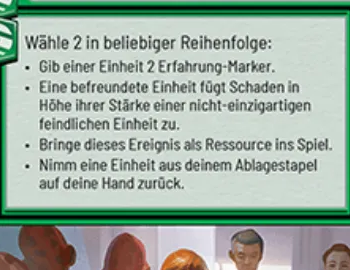 Wähle 2 in beliebiger Reihenfolge:
• Gib einer Einheit 2 Erfahrung-Marker.
• Eine befreundete Einheit fügt Schaden in
Höhe ihrer Stärke einer nicht-einzigartigen
feindlichen Einheit zu.
• Bringe dieses Ereignis als Ressource ins Spiel.
• Nimm eine Einheit aus deinem Ablagestapel
auf deine Hand zurück.